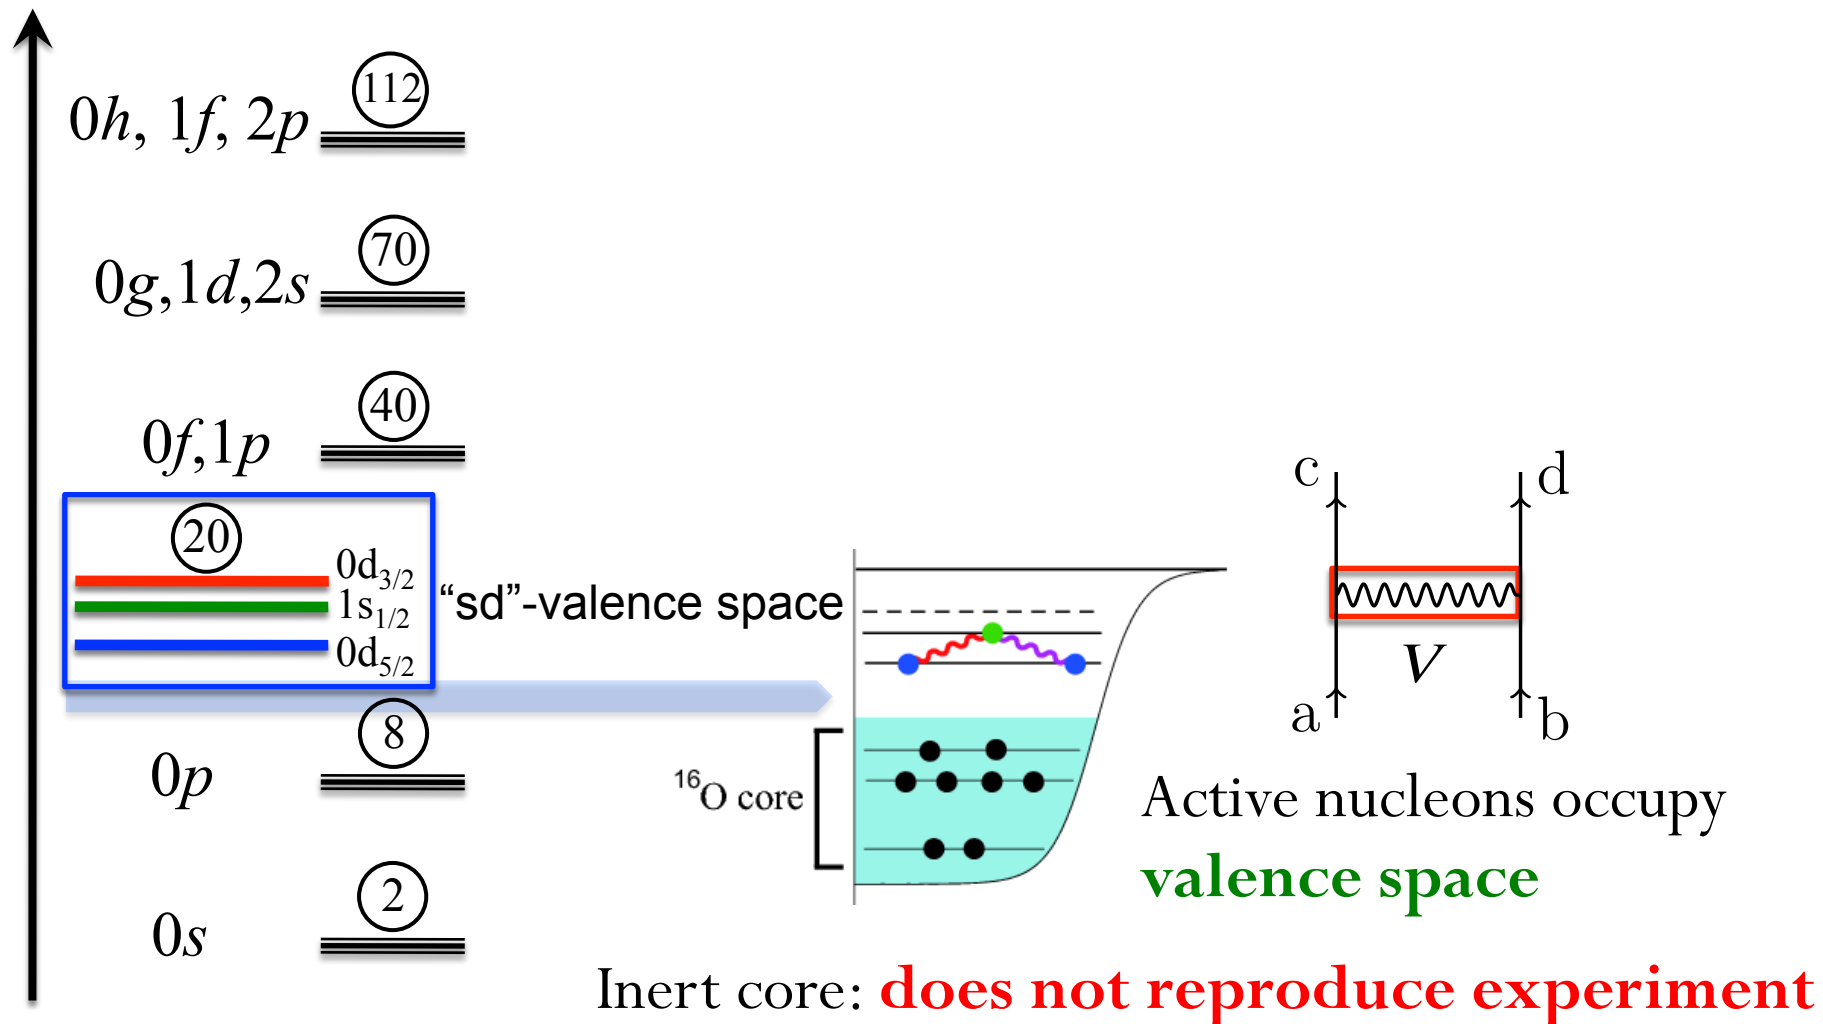 112
0h, 1f, 2p
70
0g,1d,2s
40
0f,1p
20
0d3/2
1s1/2
0d5/2
“sd”-valence space
8
0p
2
0s
16O core
c
d
V
a
b
Active nucleons occupy
valence space
Inert core: does not reproduce experiment